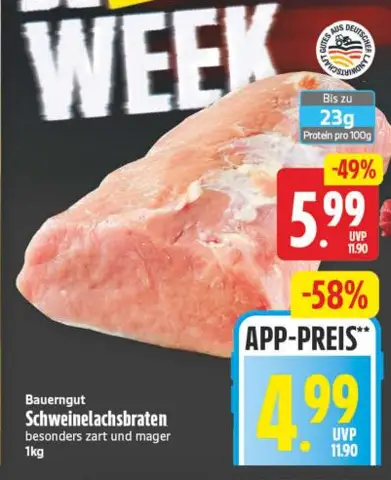 WEEK
GUTES AUS DEUTSCHER
LANDWIRTSCHAFT
Bis zu
23g
Protein pro 100g
-49%
5.99
UVP
11.90
-58%
APP-PREIS**
4.99
UVP
11.90
Bauerngut
Schweinelachsbraten
besonders zart und mager
1kg